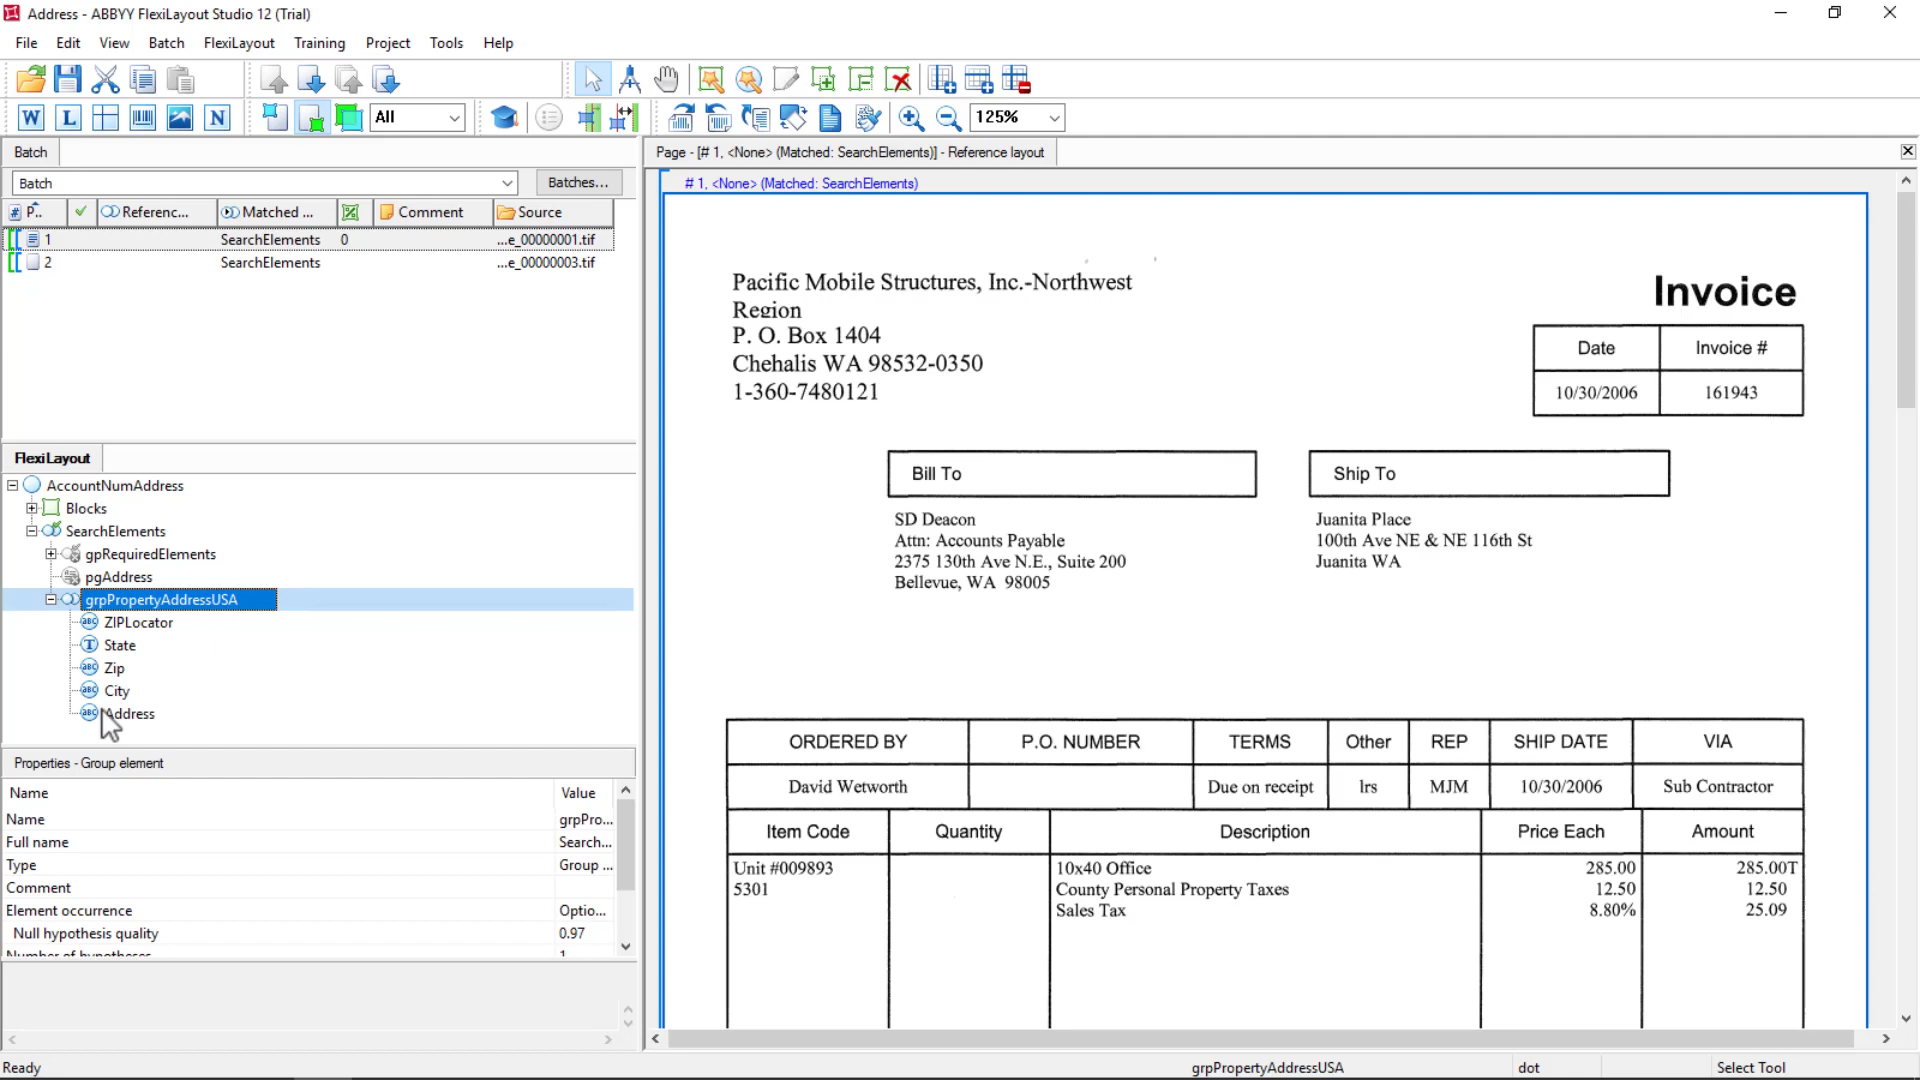 Address - ABBYY FlexiLayout Studio 12 (Trial)
File Edit View Batch FlexiLayout Training Project Tools Help
W L N All 125%
Batch
Page - [# 1, <None> (Matched: SearchElements)] - Reference layout
Batch Batches...
# P.. Referenc... Matched ... Comment Source
1 SearchElements 0 ...e_00000001.tif
2 SearchElements ...e_00000003.tif
FlexiLayout
AccountNumAddress
Blocks
SearchElements
gpRequiredElements
pgAddress
grpPropertyAddressUSA
ZIPLocator
State
Zip
City
Address
Properties - Group element
Name Value
Name grpPro...
Full name Search...
Type Group ...
Comment
Element occurrence Optio...
Null hypothesis quality 0.97
Number of hypotheses 1
# 1, <None> (Matched: SearchElements)
Pacific Mobile Structures, Inc.-Northwest
Region
P. O. Box 1404
Chehalis WA 98532-0350
1-360-7480121
Invoice
Date Invoice #
10/30/2006 161943
Bill To
SD Deacon
Attn: Accounts Payable
2375 130th Ave N.E., Suite 200
Bellevue, WA 98005
Ship To
Juanita Place
100th Ave NE & NE 116th St
Juanita WA
ORDERED BY P.O. NUMBER TERMS Other REP SHIP DATE VIA
David Wetworth Due on receipt lrs MJM 10/30/2006 Sub Contractor
Item Code Quantity Description Price Each Amount
Unit #009893 10x40 Office 285.00 285.00T
5301 County Personal Property Taxes 12.50 12.50
Sales Tax 8.80% 25.09
Ready grpPropertyAddressUSA dot Select Tool